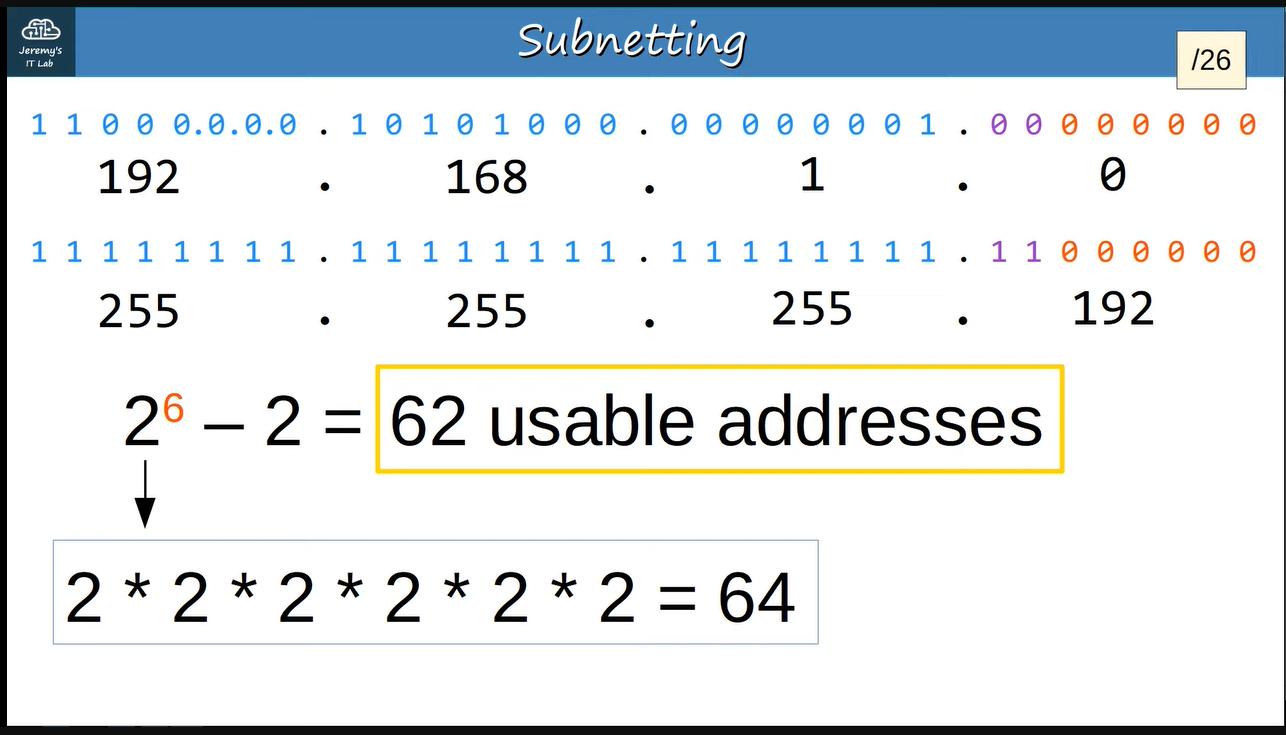 Jeremy's
IT Lab
Subnetting
/26
1 1 0 0 0.0.0.0 . 1 0 1 0 1 0 0 0 . 0 0 0 0 0 0 0 1 . 0 0 0 0 0 0 0 0
192 . 168 . 1 . 0
1 1 1 1 1 1 1 1 . 1 1 1 1 1 1 1 1 . 1 1 1 1 1 1 1 1 . 1 1 0 0 0 0 0 0
255 . 255 . 255 . 192
2⁶ – 2 = 62 usable addresses
2 * 2 * 2 * 2 * 2 * 2 = 64